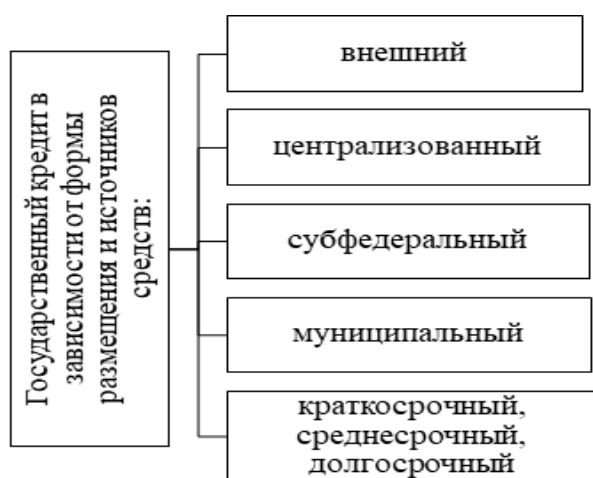 Государственный кредит в
зависимости от формы
размещения и источников
средств:
внешний
централизованный
субфедеральный
муниципальный
краткосрочный,
среднесрочный,
долгосрочный